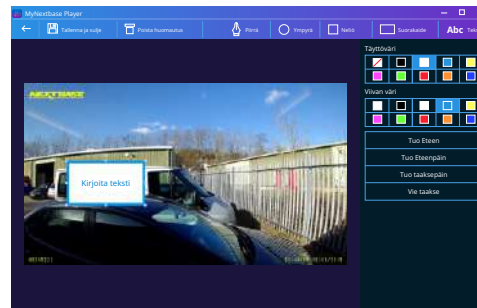 MyNextbase Player
Tallenna ja sulje
Poista huomautus
Piirrä
Ympyrä
Neliö
Suorakaide
Abc
Täyttöväri
Viivan väri
NEXTBASE
Kirjoita teksti
Tuo Eteen
Tuo Eteenpäin
Tuo taaksepäin
Vie taakse